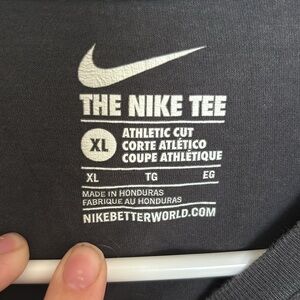 THE NIKE TEE
XL
ATHLETIC CUT
CORTE ATLÉTICO
COUPE ATHLÉTIQUE
XL TG EG
MADE IN HONDURAS
FABRIQUE AU HONDURAS
NIKEBETTERWORLD.COM